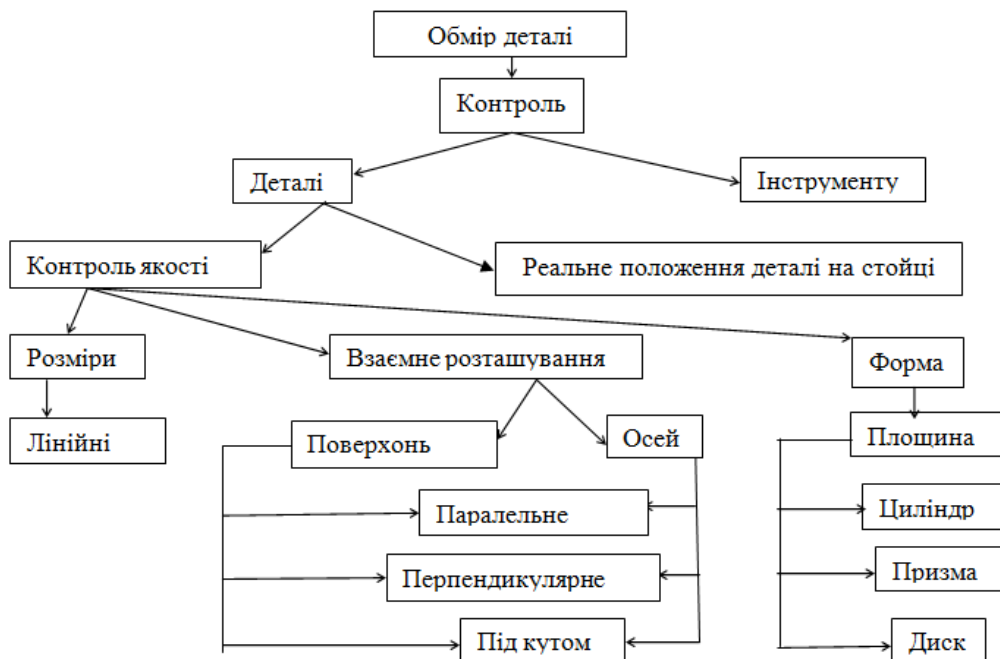 Обмір деталі
Контроль
Деталі
Інструменту
Контроль якості
Реальне положення деталі на стойці
Розміри
Взаємне розташування
Форма
Лінійні
Поверхонь
Осей
Площина
Паралельне
Циліндр
Перпендикулярне
Призма
Під кутом
Диск